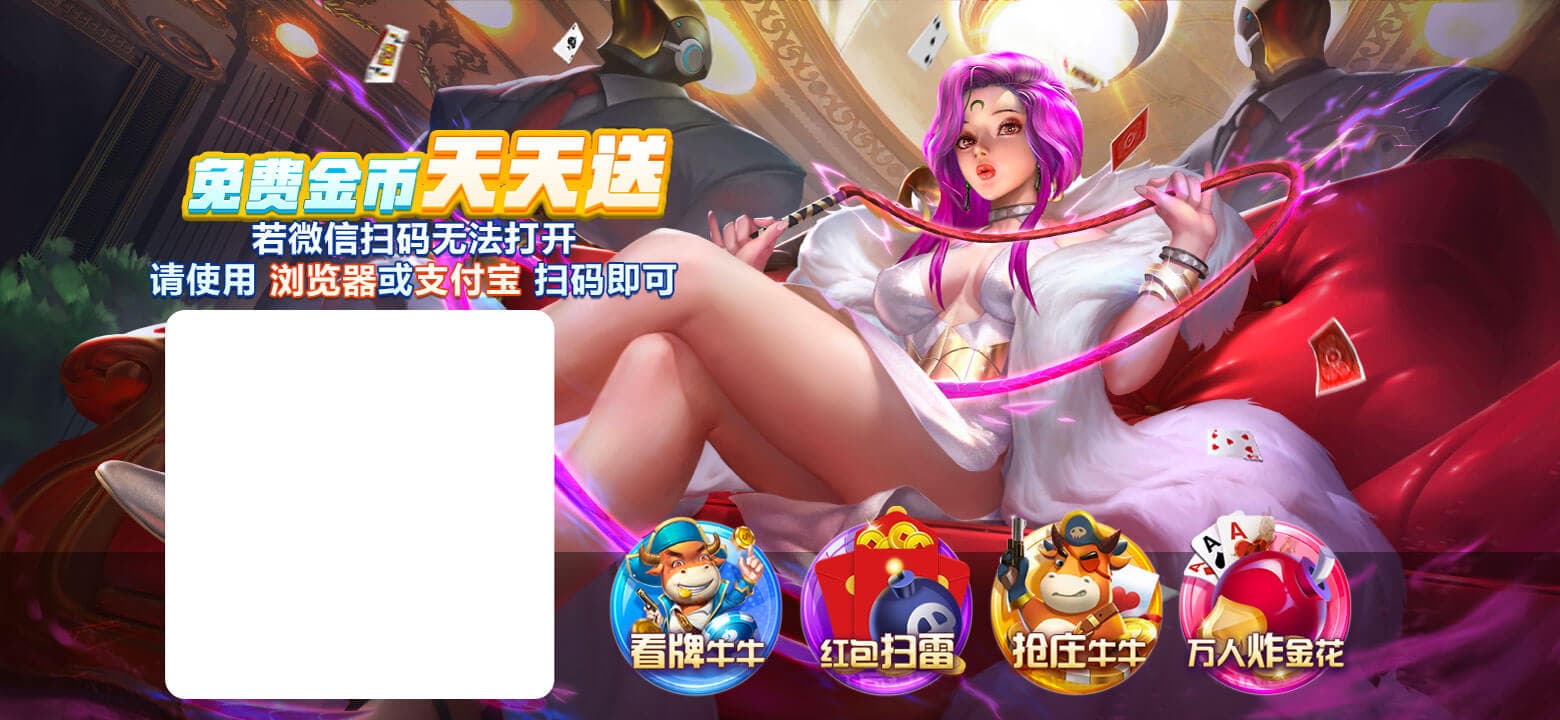 免费金币天天送
若微信扫码无法打开
请使用 浏览器或支付宝 扫码即可
看牌牛牛
红包扫雷
抢庄牛牛
万人炸金花
A
A
A